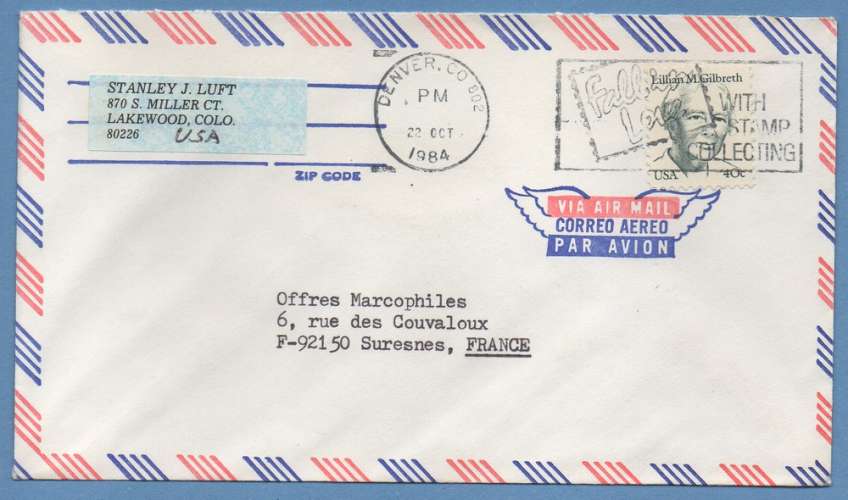 STANLEY J. LUFT
870 S. MILLER CT.
LAKEWOOD, COLO.
80226 USA
ZIP CODE
DENVER, CO 802
PM
22 OCT
1984
Fall in
Love
WITH
STAMP
COLLECTING
Lillian M. Gilbreth
USA 40c
VIA AIR MAIL
CORREO AEREO
PAR AVION
Offres Marcophiles
6, rue des Couvaloux
F-92150 Suresnes, FRANCE